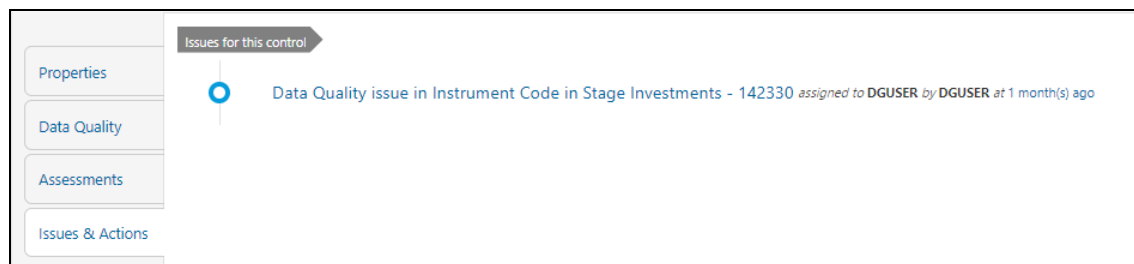 Issues for this control
Properties
Data Quality issue in Instrument Code in Stage Investments - 142330 assigned to DGUSER by DGUSER at 1 month(s) ago
Data Quality
Assessments
Issues & Actions